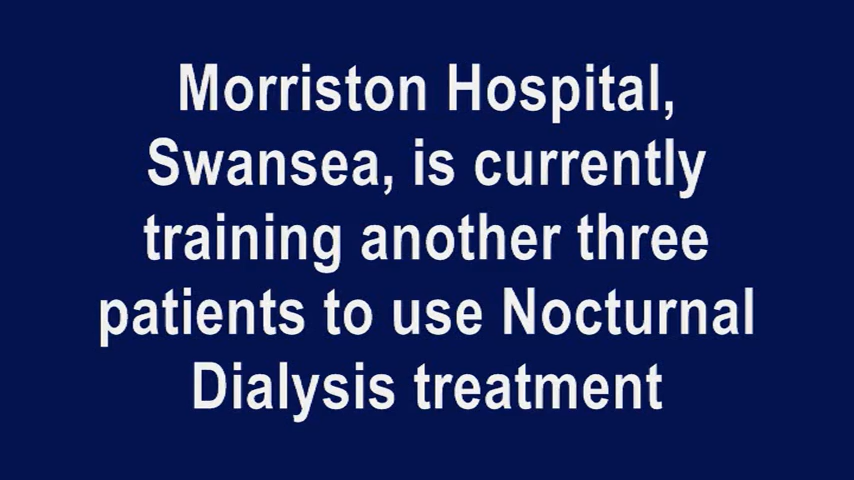 Morriston Hospital,
Swansea, is currently
training another three
patients to use Nocturnal
Dialysis treatment